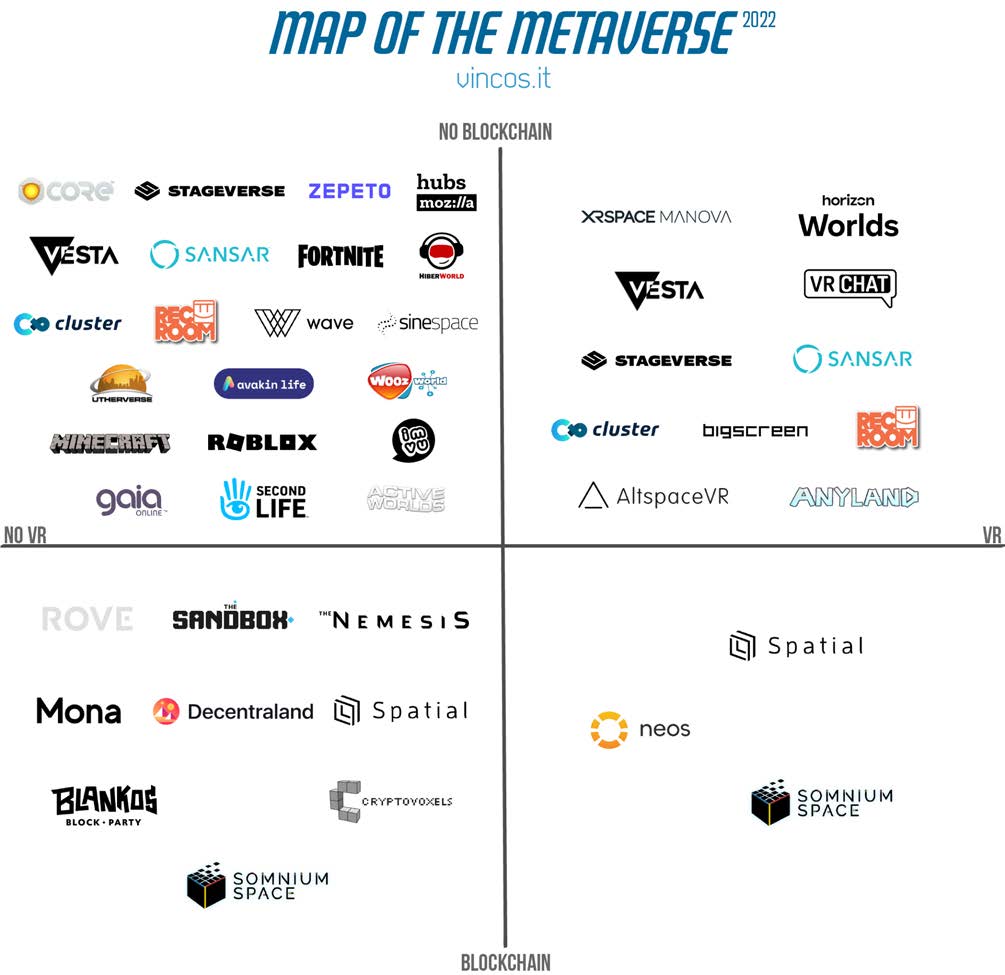 MAP OF THE METAVERSE 2022
vincos.it
NO BLOCKCHAIN
CORE™ STAGEVERSE ZEPETO hubs moz://a
VESTA SANSAR FORTNITE HIBERWORLD
cluster REC ROOM wave sinespace
UTHERVERSE avakin life Wooz world
MINECRAFT ROBLOX imvu
gaia ONLINE™ SECOND LIFE™ ACTIVE WORLDS
XRSPACE MANOVA horizon Worlds
VESTA VR CHAT
STAGEVERSE SANSAR
cluster bigscreen REC ROOM
AltspaceVR ANYLAND
NO VR
VR
ROVE THE SANDBOX THE NEMESIS
Mona Decentraland Spatial
BLANKOS BLOCK • PARTY CRYPTOVOXELS
SOMNIUM SPACE
Spatial
neos
SOMNIUM SPACE
BLOCKCHAIN